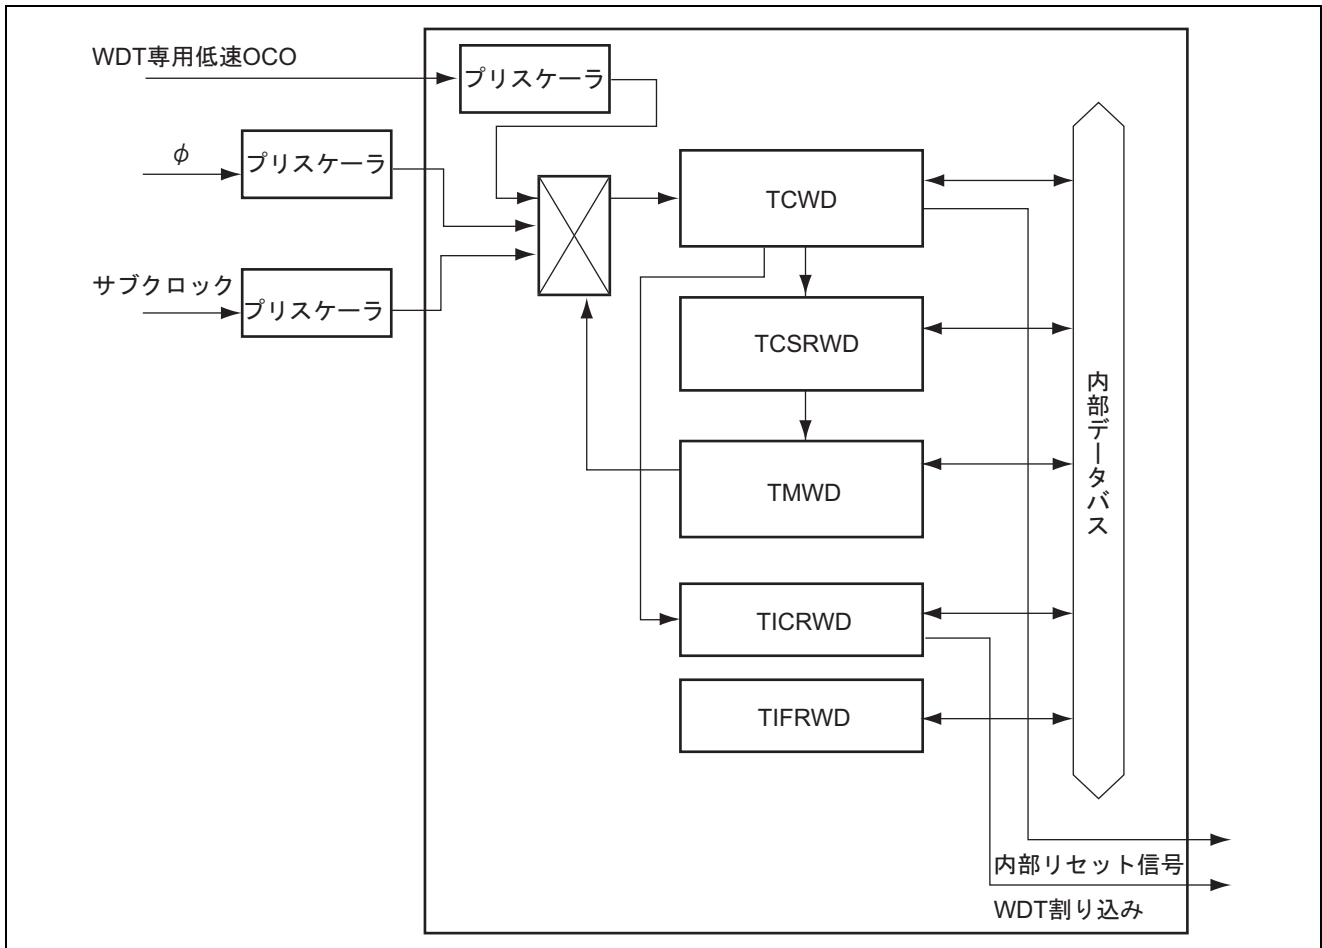 WDT専用低速OCO
プリスケーラ
φ
プリスケーラ
サブクロック
プリスケーラ
TCWD
TCSRWD
TMWD
TICRWD
TIFRWD
内部データバス
内部リセット信号
WDT割り込み